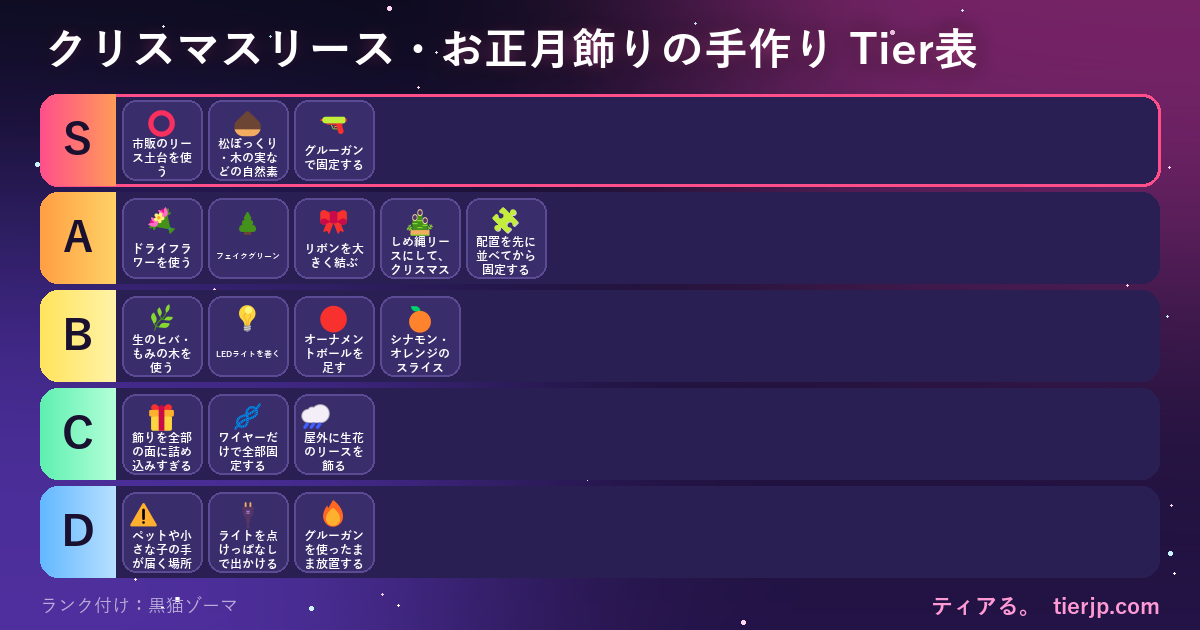 クリスマスリース・お正月飾りの手作り Tier表
S
市販のリー
ス土台を使
う
松ぼっくり
・木の実な
どの自然素
グルーガン
で固定する
A
ドライフラ
ワーを使う
フェイクグリーン
リボンを大
きく結ぶ
しめ縄リー
スにして、
クリスマス
配置を先に
並べてから
固定する
B
生のヒバ・
もみの木を
使う
LEDライトを巻く
オーナメン
トボールを
足す
シナモン・
オレンジの
スライス
C
飾りを全部
の面に詰め
込みすぎる
ワイヤーだ
けで全部固
定する
屋外に生花
のリースを
飾る
D
ペットや小
さな子の手
が届く場所
ライトを点
けっぱなし
で出かける
グルーガン
を使ったま
ま放置する
ランク付け：黒猫ゾーマ
ティアる。 tierjp.com